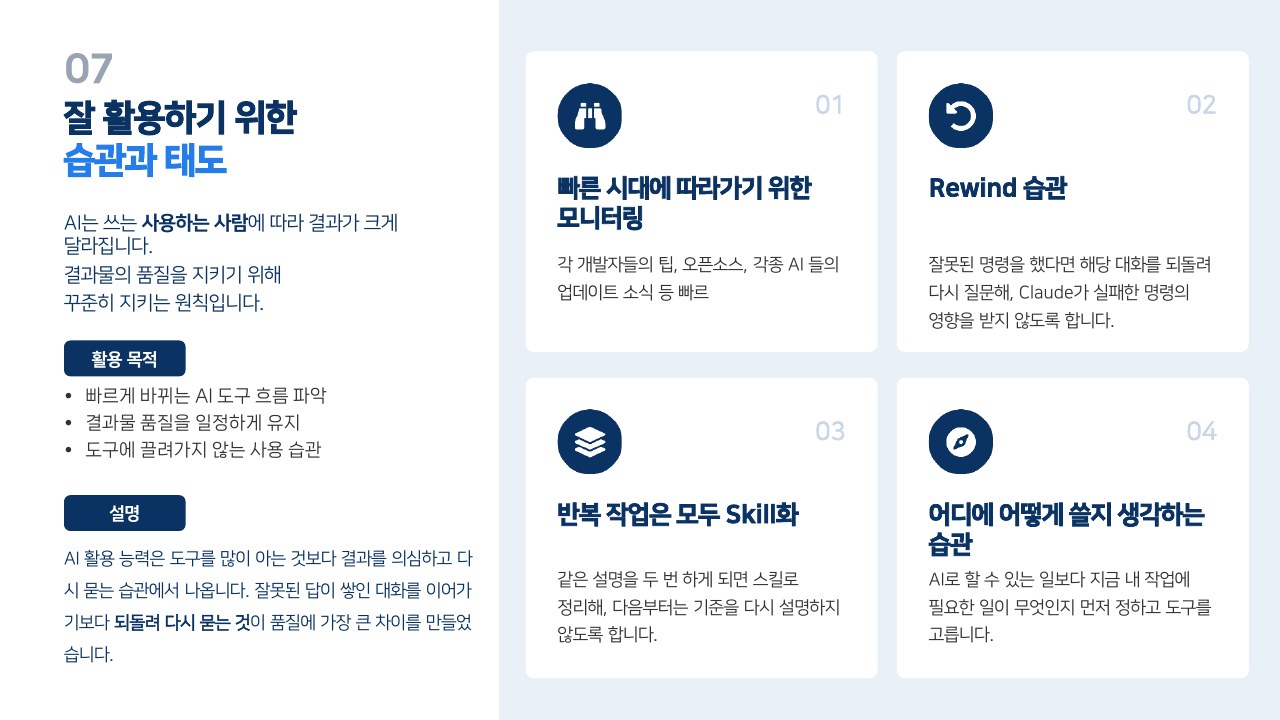 07
잘 활용하기 위한
습관과 태도
AI는 쓰는 사용하는 사람에 따라 결과가 크게
달라집니다.
결과물의 품질을 지키기 위해
꾸준히 지키는 원칙입니다.
활용 목적
• 빠르게 바뀌는 AI 도구 흐름 파악
• 결과물 품질을 일정하게 유지
• 도구에 끌려가지 않는 사용 습관
설명
AI 활용 능력은 도구를 많이 아는 것보다 결과를 의심하고 다
시 묻는 습관에서 나옵니다. 잘못된 답이 쌓인 대화를 이어가
기보다 되돌려 다시 묻는 것이 품질에 가장 큰 차이를 만들었
습니다.
01
빠른 시대에 따라가기 위한
모니터링
각 개발자들의 팁, 오픈소스, 각종 AI 들의
업데이트 소식 등 빠르
02
Rewind 습관
잘못된 명령을 했다면 해당 대화를 되돌려
다시 질문해, Claude가 실패한 명령의
영향을 받지 않도록 합니다.
03
반복 작업은 모두 Skill화
같은 설명을 두 번 하게 되면 스킬로
정리해, 다음부터는 기준을 다시 설명하지
않도록 합니다.
04
어디에 어떻게 쓸지 생각하는
습관
AI로 할 수 있는 일보다 지금 내 작업에
필요한 일이 무엇인지 먼저 정하고 도구를
고릅니다.